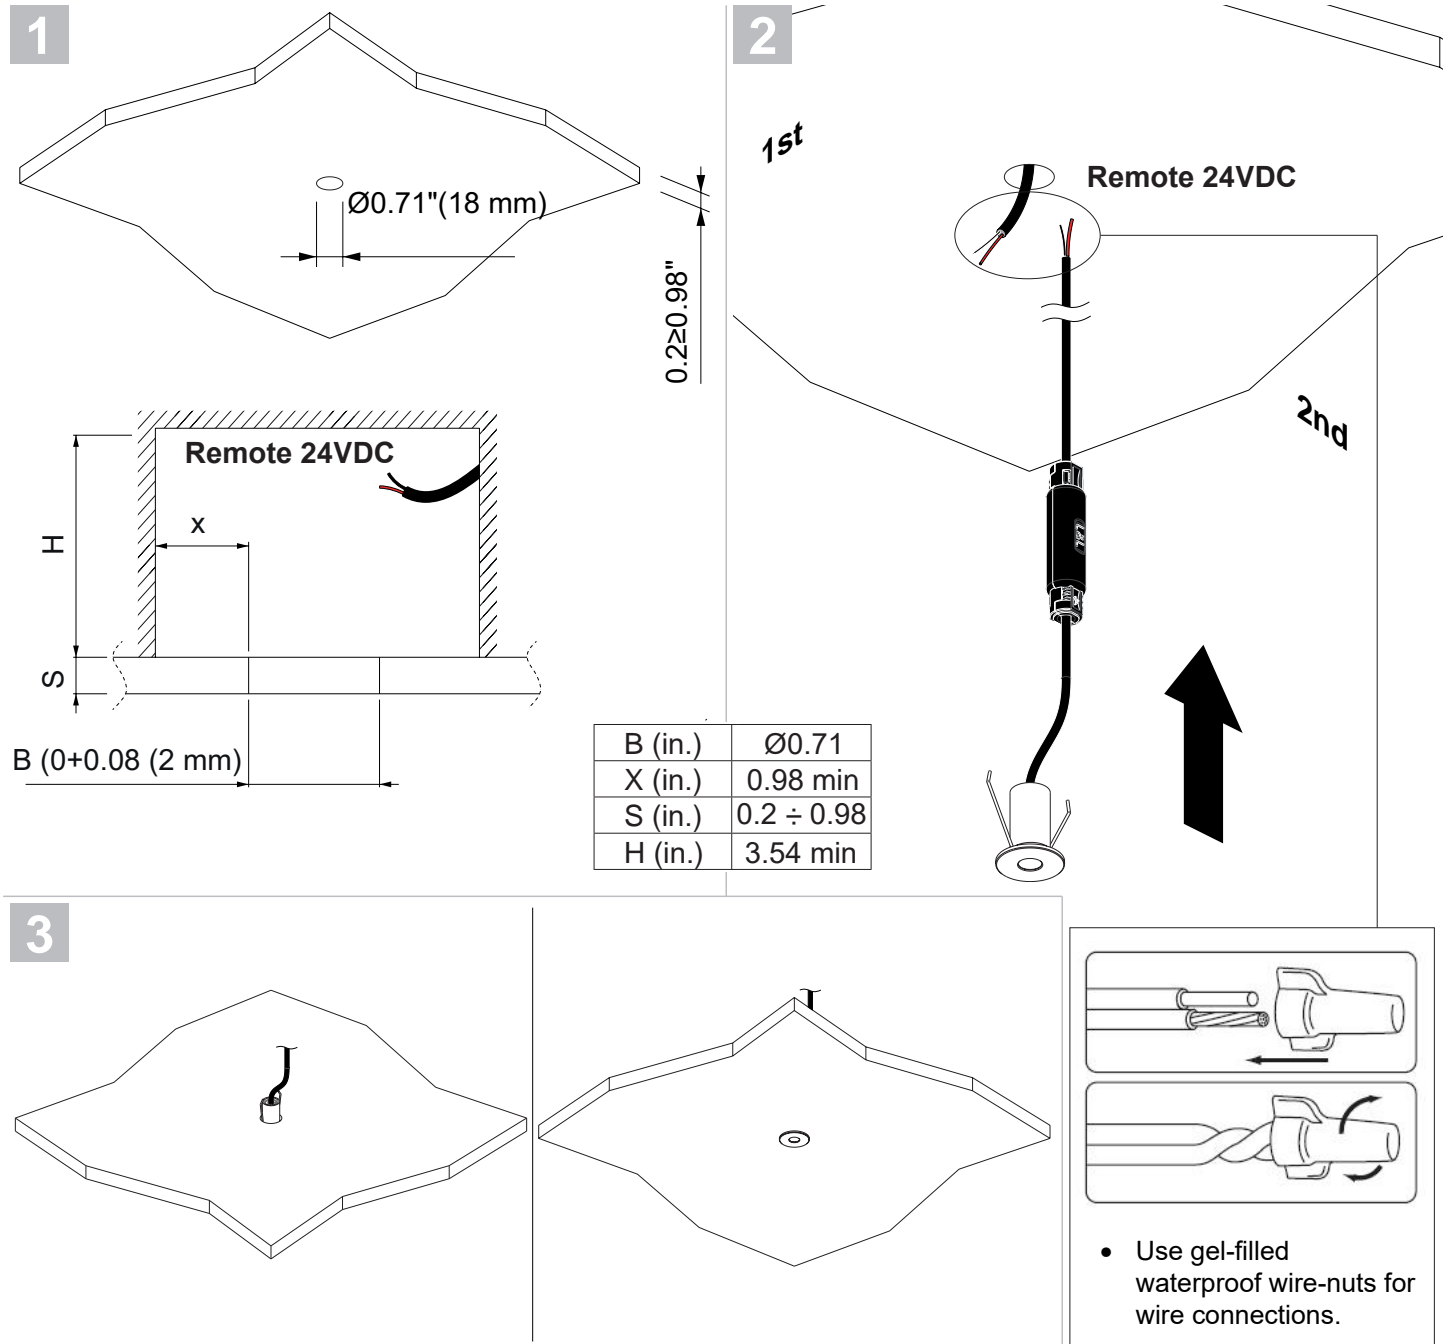 1
Ø0.71"(18 mm)
0.2≥0.98"
Remote 24VDC
x
H
S
B (0+0.08 (2 mm)
B (in.) Ø0.71
X (in.) 0.98 min
S (in.) 0.2 ÷ 0.98
H (in.) 3.54 min
2
1st
Remote 24VDC
2nd
L&L
3
• Use gel-filled
waterproof wire-nuts for
wire connections.